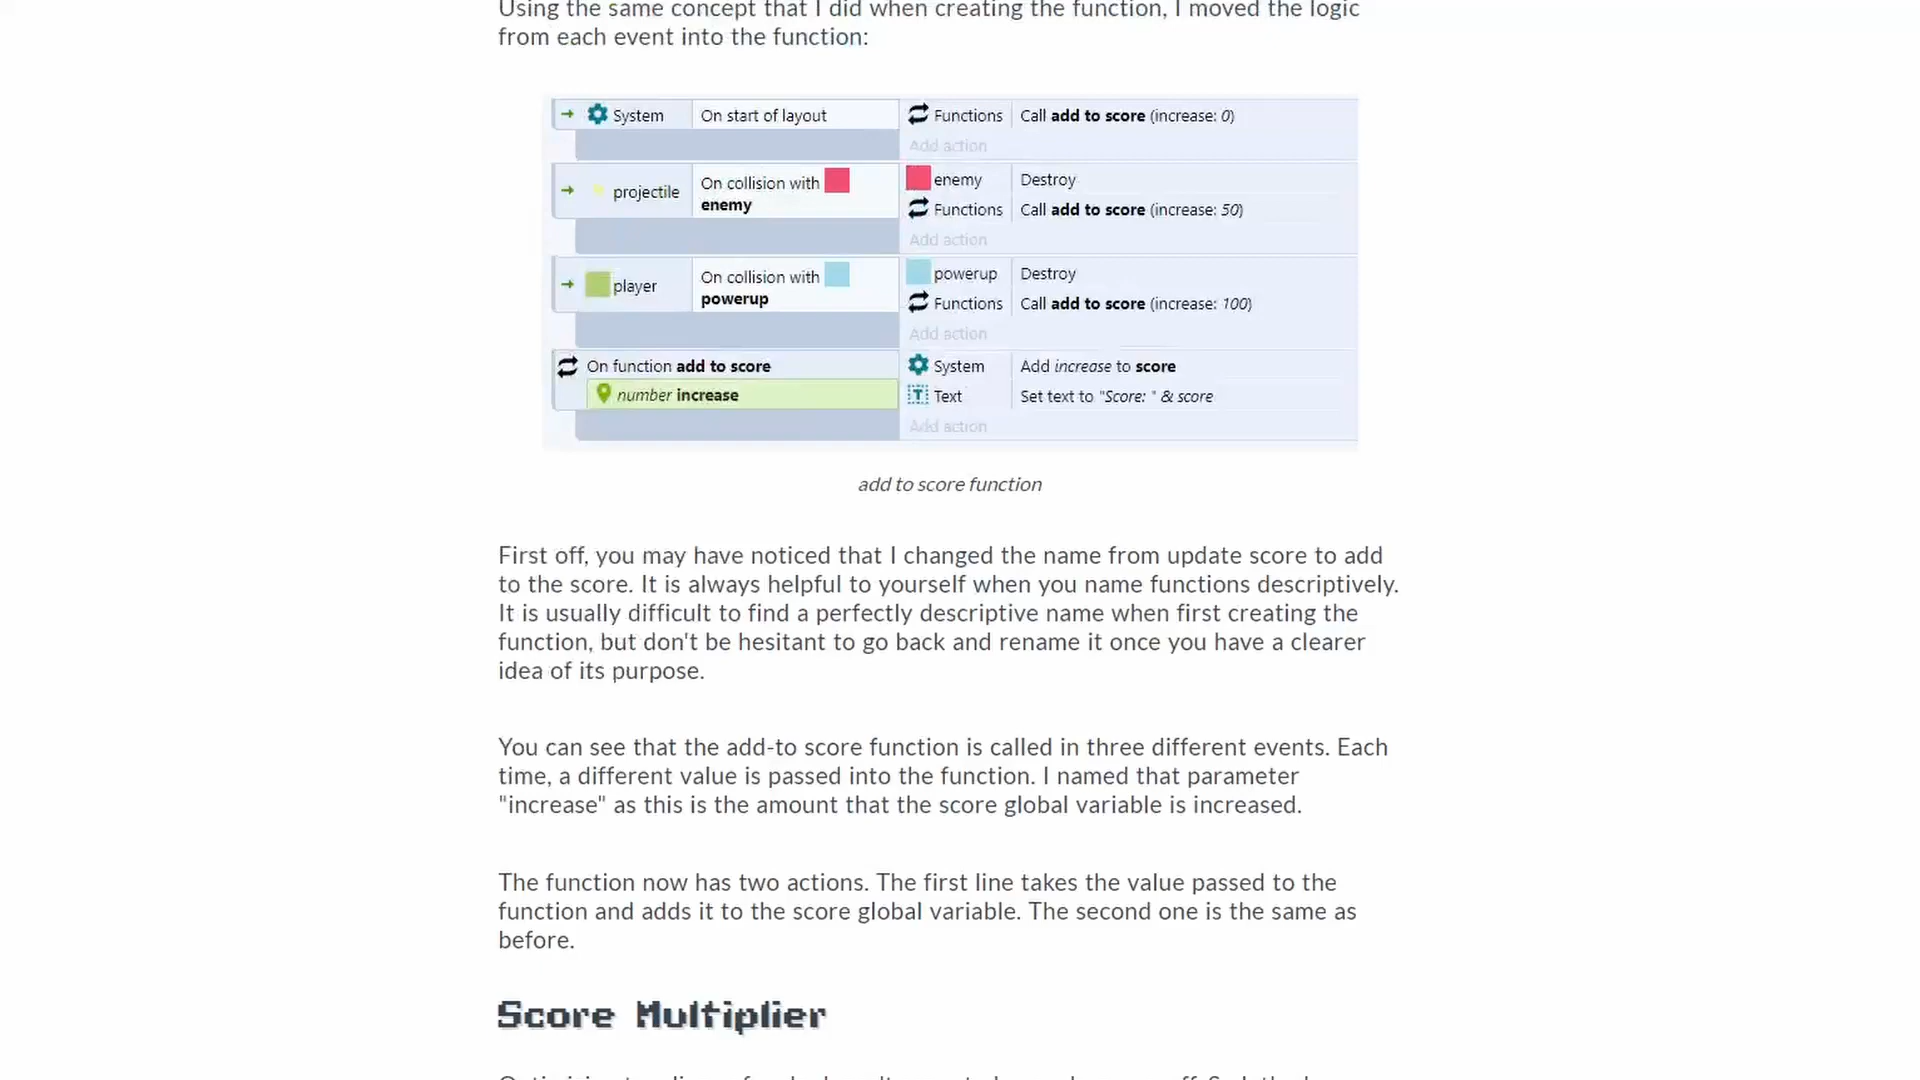 Using the same concept that I did when creating the function, I moved the logic
from each event into the function:
System On start of layout Functions Call add to score (increase: 0)
Add action
projectile On collision with enemy enemy Destroy
Functions Call add to score (increase: 50)
Add action
player On collision with powerup powerup Destroy
Functions Call add to score (increase: 100)
Add action
On function add to score System Add increase to score
number increase Text Set text to "Score: " & score
Add action
add to score function
First off, you may have noticed that I changed the name from update score to add
to the score. It is always helpful to yourself when you name functions descriptively.
It is usually difficult to find a perfectly descriptive name when first creating the
function, but don't be hesitant to go back and rename it once you have a clearer
idea of its purpose.
You can see that the add-to score function is called in three different events. Each
time, a different value is passed into the function. I named that parameter
"increase" as this is the amount that the score global variable is increased.
The function now has two actions. The first line takes the value passed to the
function and adds it to the score global variable. The second one is the same as
before.
Score Multiplier